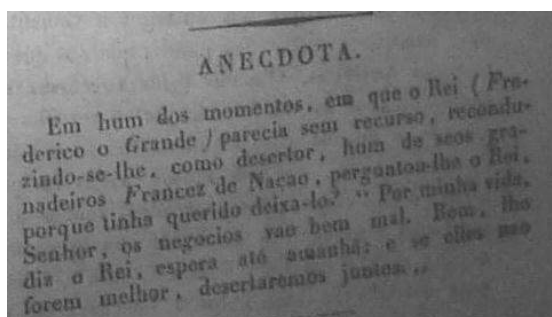 ANECDOTA.
Em hum dos momentos, em que o Rei (Fre-
derico o Grande) parecia sem recurso, recondu-
zindo-se-lhe, como desertor, hum de seos gra-
nadeiros Francez de Nação, perguntou-lhe o Rei,
porque tinha querido deixa-lo? “ Por minha vida,
Senhor, os negocios vao bem mal. Bem, lhe
diz o Rei, espera até amanhã; e se elles nao
forem melhor, desertaremos juntos „